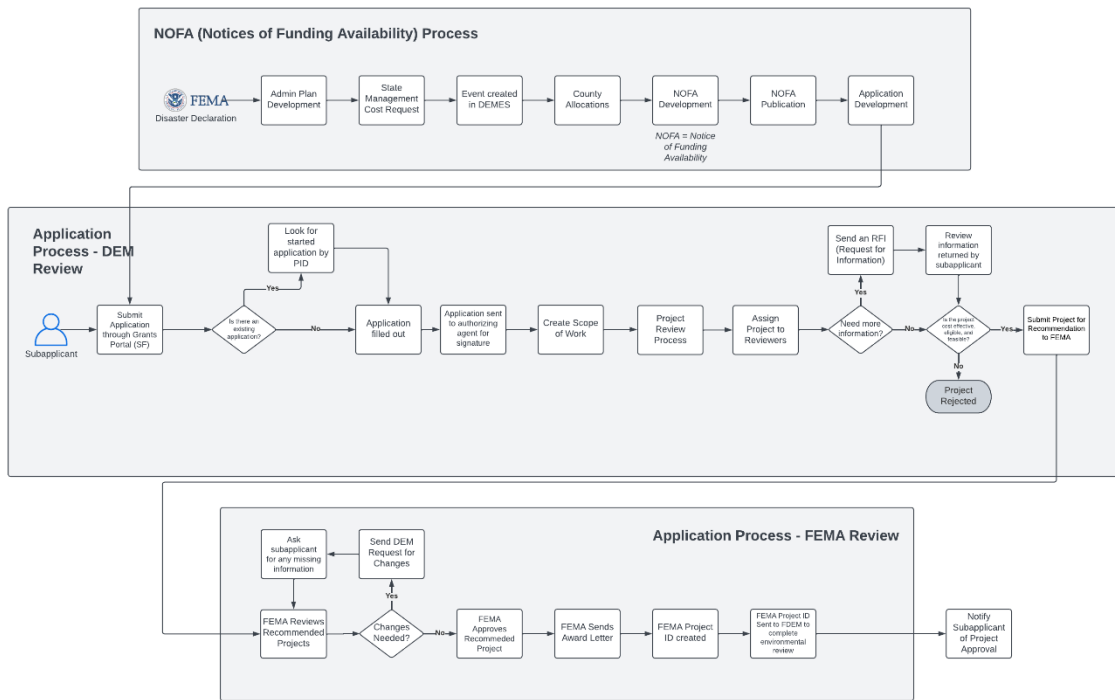 NOFA (Notices of Funding Availability) Process
FEMA
Disaster Declaration
Admin Plan
Development
State
Management
Cost Request
Event created
in DEMES
County
Allocations
NOFA
Development
NOFA = Notice
of Funding
Availability
NOFA
Publication
Application
Development
Application
Process - DEM
Review
Subapplicant
Submit
Application
through Grants
Portal (SF)
Is there an
existing
application?
Yes
Look for
started
application by
PID
No
Application
filled out
Application sent
to authorizing
agent for
signature
Create Scope
of Work
Project
Review
Process
Assign
Project to
Reviewers
Need more
information?
Yes
Send an RFI
(Request for
Information)
Review
information
returned by
subapplicant
No
Is the project
cost effective,
eligible, and
feasible?
Yes
Submit Project for
Recommendation
to FEMA
No
Project
Rejected
Application Process - FEMA Review
Ask
subapplicant
for any missing
information
Send DEM
Request for
Changes
Yes
FEMA Reviews
Recommended
Projects
Changes
Needed?
No
FEMA
Approves
Recommeded
Project
FEMA Sends
Award Letter
FEMA Project
ID created
FEMA Project ID
Sent to FDEM to
complete
environmental
review
Notify
Subapplicant
of Project
Approval